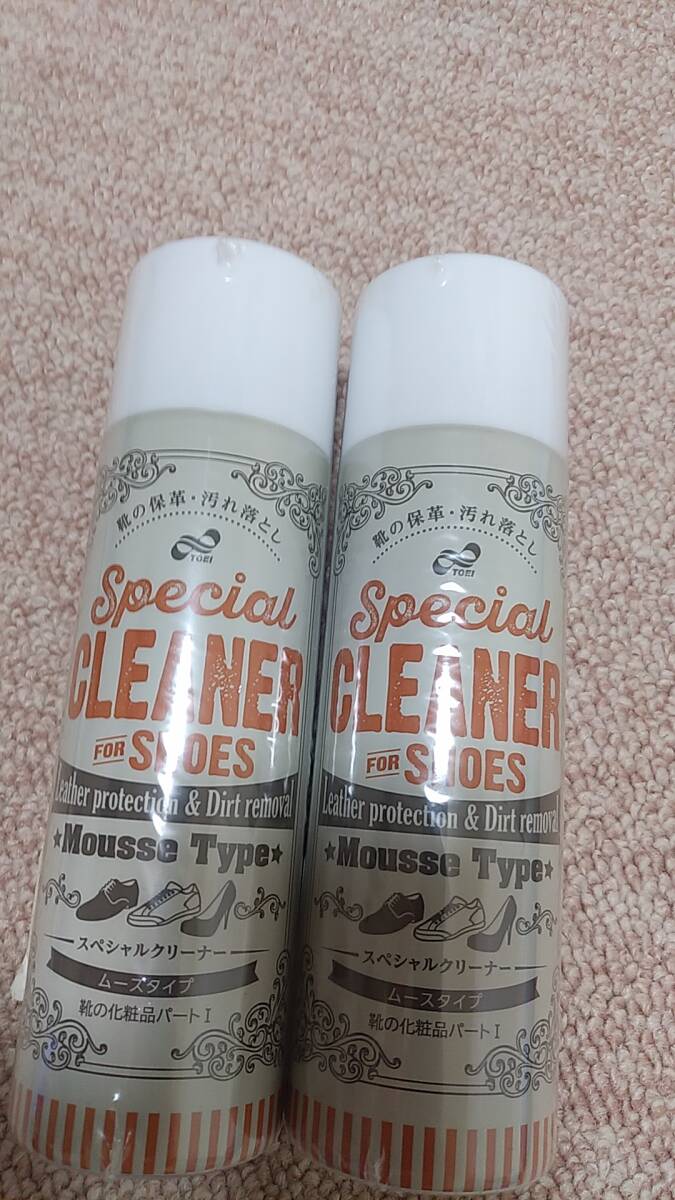 靴の保革・汚れ落とし
TOEI
Special
CLEANER
FOR SHOES
Leather protection & Dirt removal
★Mousse Type★
スペシャルクリーナー
ムースタイプ
靴の化粧品パートI
靴の保革・汚れ落とし
TOEI
Special
CLEANER
FOR SHOES
Leather protection & Dirt removal
★Mousse Type★
スペシャルクリーナー
ムースタイプ
靴の化粧品パートI